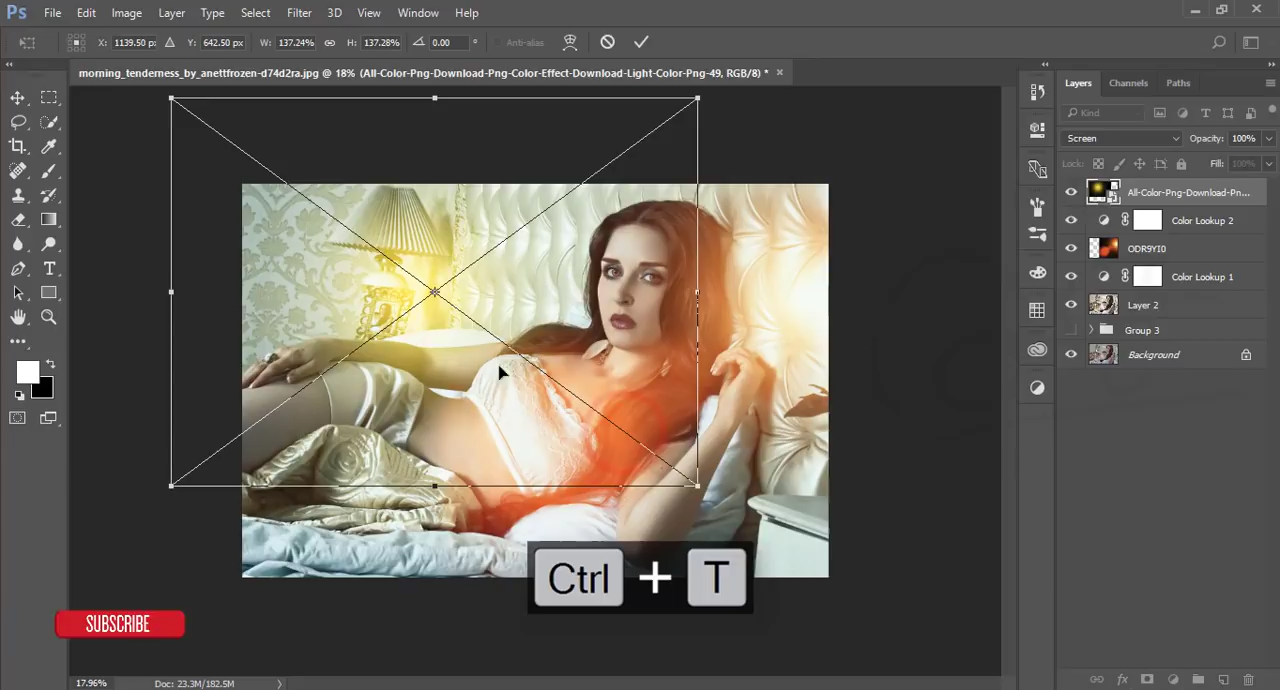 Ps File Edit Image Layer Type Select Filter 3D View Window Help
X: 1139.50 px Y: 642.50 px W: 137.24% H: 137.28% 0.00 ° Anti-alias
morning_tenderness_by_anettfrozen-d74d2ra.jpg @ 18% (All-Color-Png-Download-Png-Color-Effect-Download-Light-Color-Png-49, RGB/8) * ×
Layers Channels Paths
Kind
Screen Opacity: 100%
Lock: Fill: 100%
All-Color-Png-Download-Pn...
Color Lookup 2
ODR9YI0
Color Lookup 1
Layer 2
Group 3
Background
Ctrl + T
SUBSCRIBE
17.96% Doc: 23.3M/182.5M